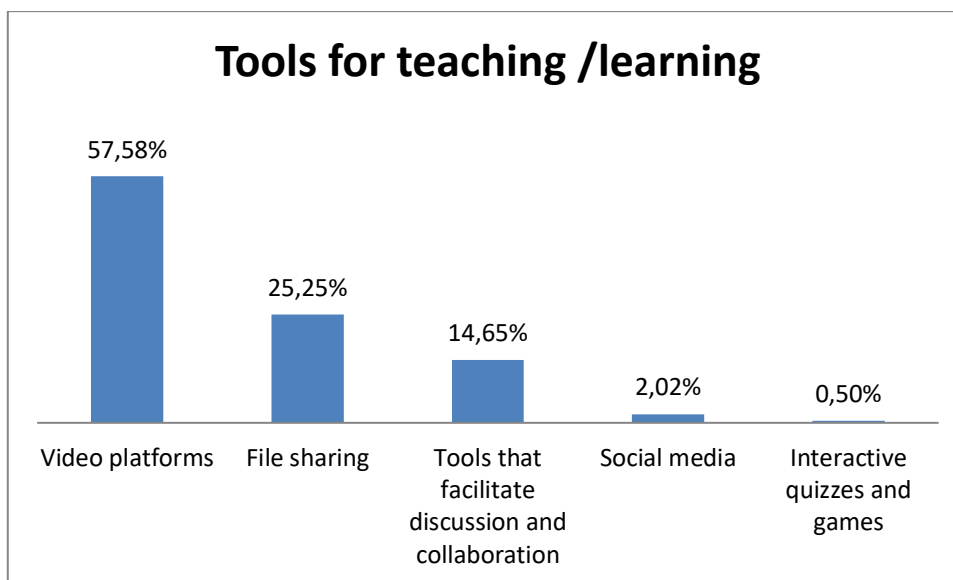 Tools for teaching /learning
57,58%
25,25%
14,65%
2,02%
0,50%
Video platforms
File sharing
Tools that
facilitate
discussion and
collaboration
Social media
Interactive
quizzes and
games